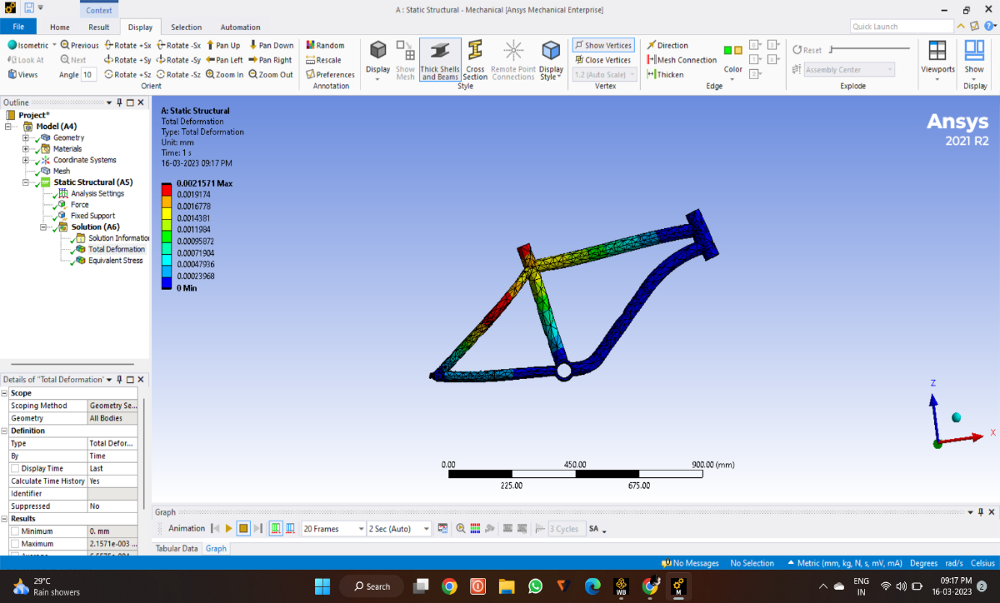 Context
A : Static Structural - Mechanical [Ansys Mechanical Enterprise]
File Home Result Display Selection Automation
Quick Launch
Isometric Previous Rotate +Sx Rotate -Sx Pan Up Pan Down
Look At Next Rotate +Sy Rotate -Sy Pan Left Pan Right
Views Angle 10 Rotate +Sz Rotate -Sz Zoom In Zoom Out
Orient
Random
Rescale
Preferences
Annotation
Display Show Mesh Thick Shells and Beams Cross Section Remote Point Connections Display Style
Style
Show Vertices
Close Vertices
1.2 (Auto Scale)
Vertex
Direction
Mesh Connection
Thicken
Color
Edge
Reset
Assembly Center
Explode
Viewports
Show
Display
Outline
Project*
Model (A4)
Geometry
Materials
Coordinate Systems
Mesh
Static Structural (A5)
Analysis Settings
Force
Fixed Support
Solution (A6)
Solution Informatio
Total Deformation
Equivalent Stress
A: Static Structural
Total Deformation
Type: Total Deformation
Unit: mm
Time: 1 s
16-03-2023 09:17 PM
0.0021571 Max
0.0019174
0.0016778
0.0014381
0.0011984
0.00095872
0.00071904
0.00047936
0.00023968
0 Min
Ansys
2021 R2
Z
X
0.00 450.00 900.00 (mm)
225.00 675.00
Details of "Total Deformation"
Scope
Scoping Method Geometry Se...
Geometry All Bodies
Definition
Type Total Defor...
By Time
Display Time Last
Calculate Time History Yes
Identifier
Suppressed No
Results
Minimum 0. mm
Maximum 2.1571e-003 ...
Graph
Animation 20 Frames 2 Sec (Auto) 3 Cycles SA
Tabular Data Graph
No Messages No Selection Metric (mm, kg, N, s, mV, mA) Degrees rad/s Celsius
29°C
Rain showers
Search
WB
M
ENG
IN
09:17 PM
16-03-2023
2